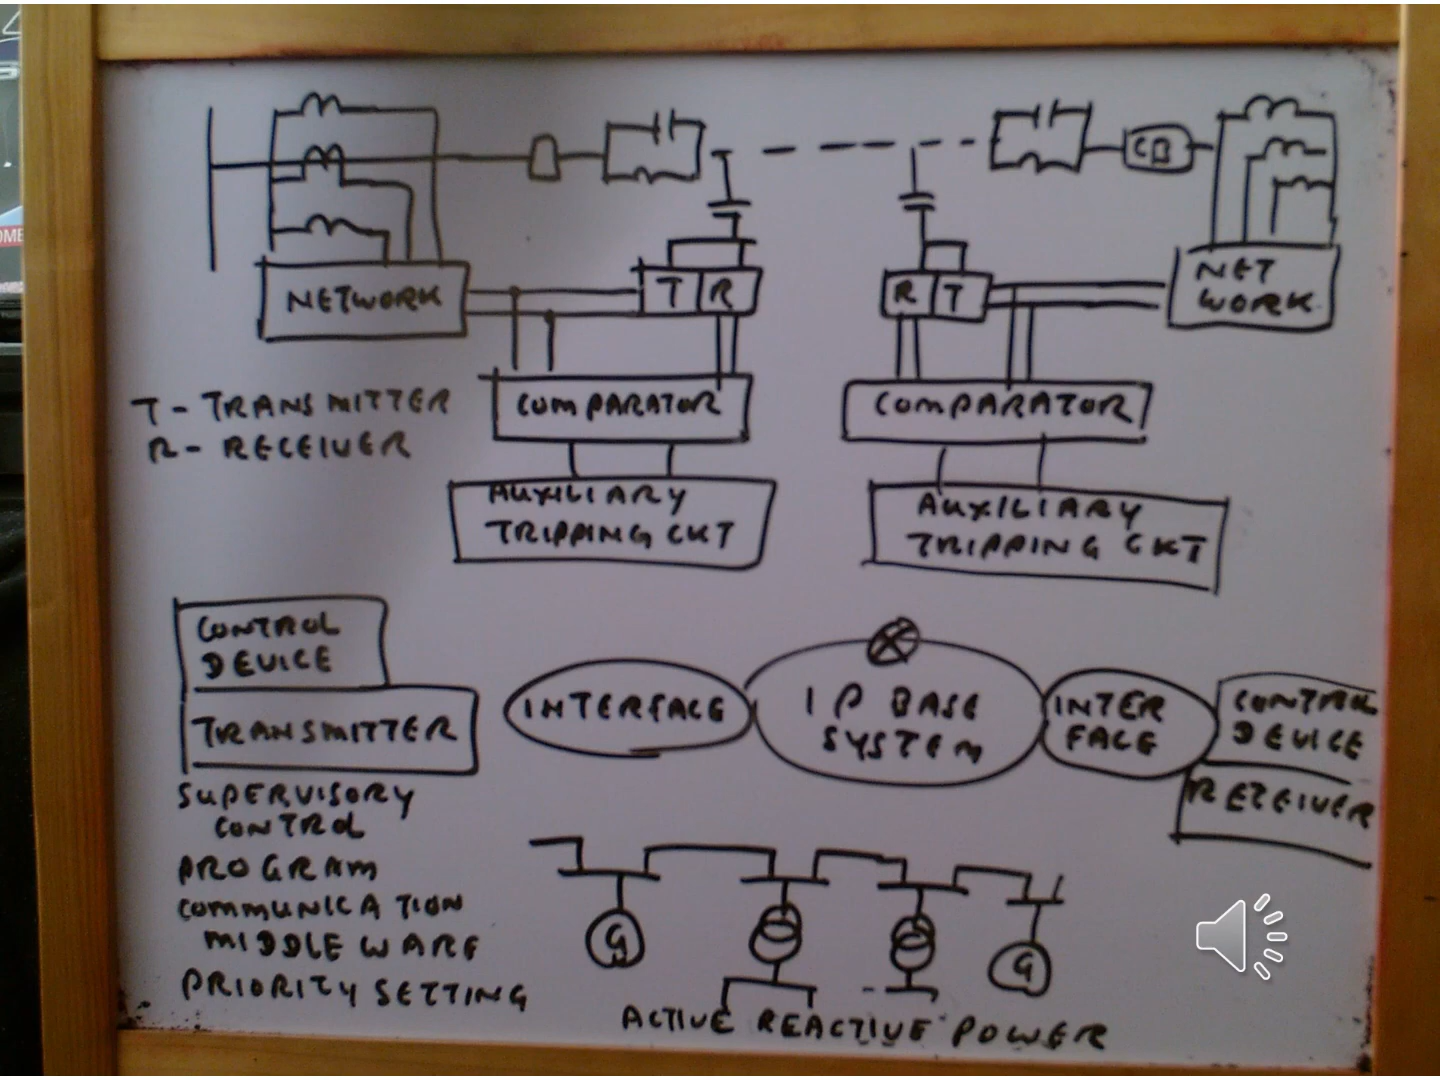 CB
NETWORK
T
R
R
T
NET
WORK
T - TRANSMITTER
R - RECEIVER
COMPARATOR
COMPARATOR
AUXILIARY
TRIPPING CKT
AUXILIARY
TRIPPING CKT
CONTROL
DEVICE
TRANSMITTER
INTERFACE
IP BASE
SYSTEM
INTER
FACE
CONTROL
DEVICE
RECEIVER
SUPERVISORY
CONTROL
PROGRAM
COMMUNICATION
MIDDLE WARE
PRIORITY SETTING
G
G
ACTIVE REACTIVE POWER